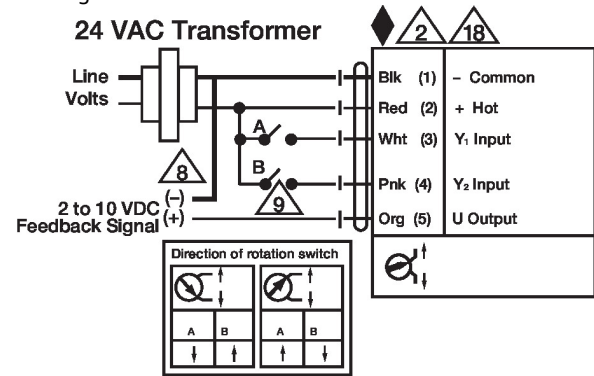 24 VAC Transformer
2
18
Line
Volts
Blk (1) – Common
Red (2) + Hot
A
Wht (3) Y₁ Input
B
Pnk (4) Y₂ Input
8
9
2 to 10 VDC (–)
Feedback Signal (+)
Org (5) U Output
Direction of rotation switch
A B A B